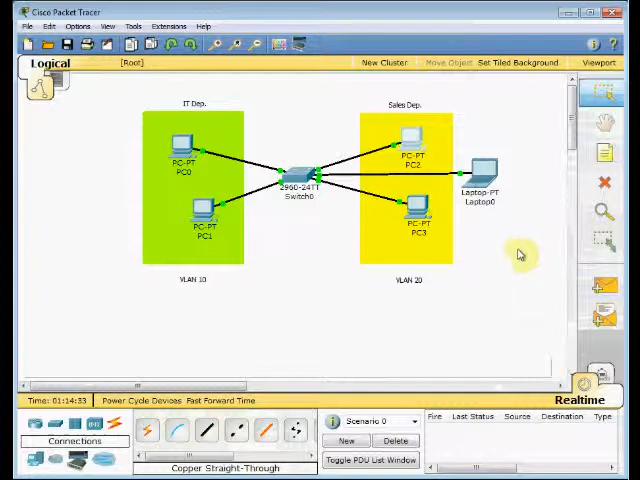 Cisco Packet Tracer
File Edit Options View Tools Extensions Help
Logical [Root] New Cluster Move Object Set Tiled Background Viewport
IT Dep. Sales Dep.
PC-PT
PC0
PC-PT
PC1
2960-24TT
Switch0
PC-PT
PC2
PC-PT
PC3
Laptop-PT
Laptop0
VLAN 10 VLAN 20
Realtime
Time: 01:14:33 Power Cycle Devices Fast Forward Time
Connections
Copper Straight-Through
Scenario 0
New Delete
Toggle PDU List Window
Fire Last Status Source Destination Type